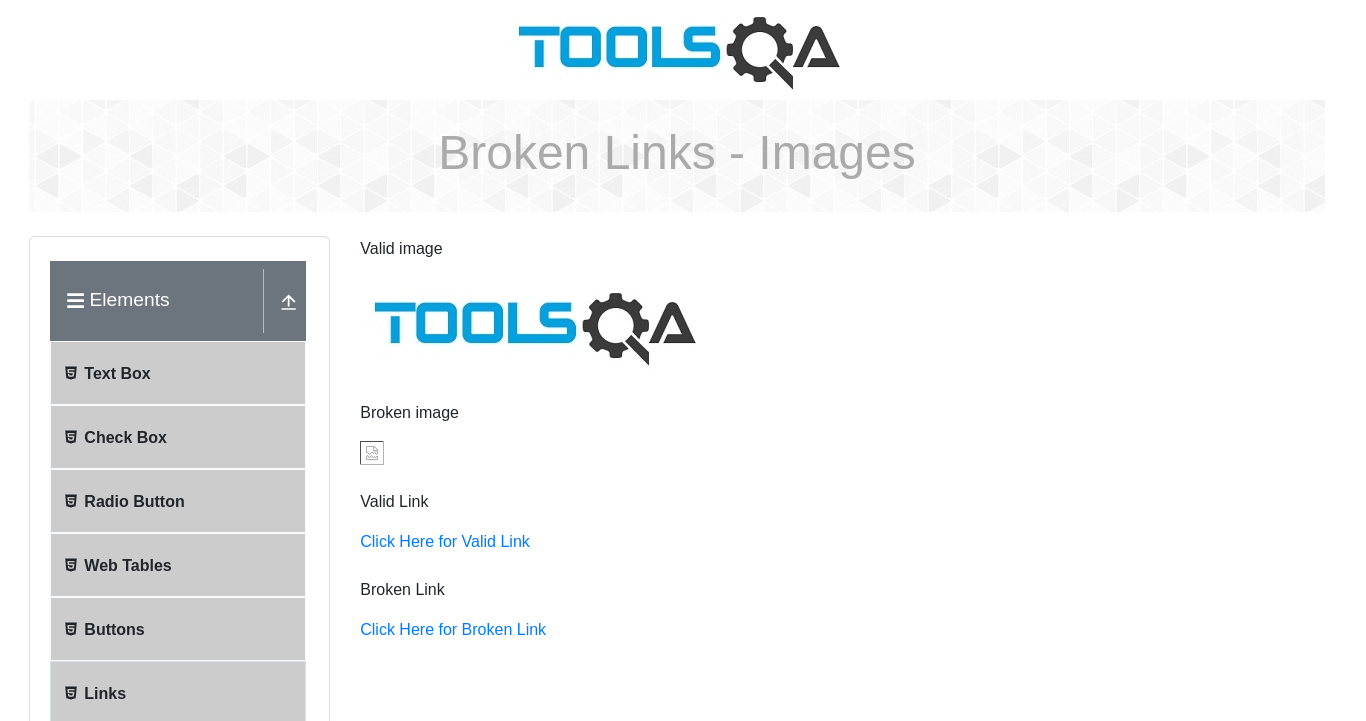 TOOLSQA
Broken Links - Images
Elements
Text Box
Check Box
Radio Button
Web Tables
Buttons
Links
Valid image
TOOLSQA
Broken image
Valid Link
Click Here for Valid Link
Broken Link
Click Here for Broken Link